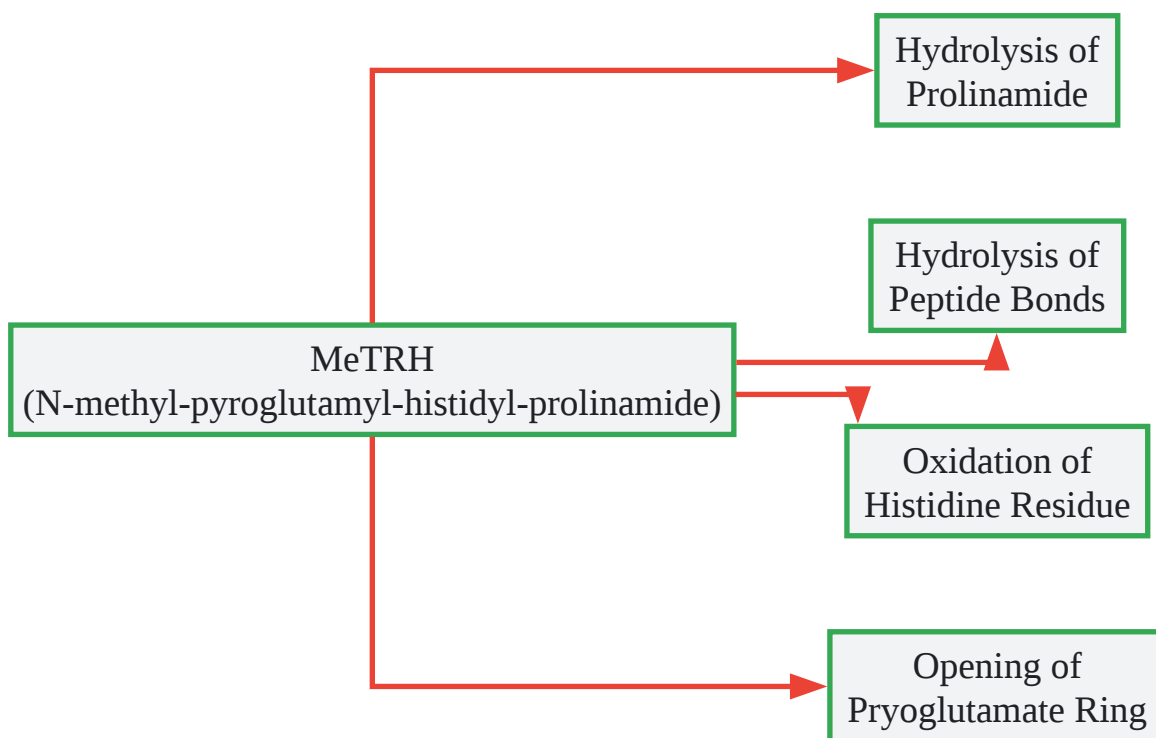 Hydrolysis of
Prolinamide
Hydrolysis of
Peptide Bonds
MeTRH
(N-methyl-pyroglutamyl-histidyl-prolinamide)
Oxidation of
Histidine Residue
Opening of
Pryoglutamate Ring